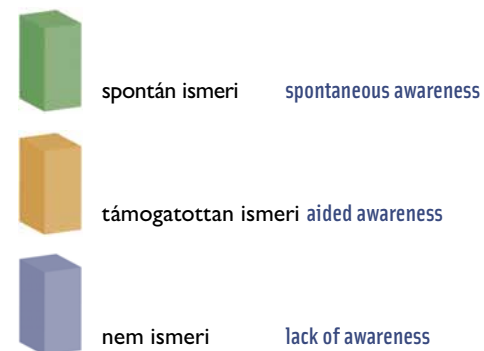 spontán ismeri spontaneous awareness
támogatottan ismeri aided awareness
nem ismeri lack of awareness